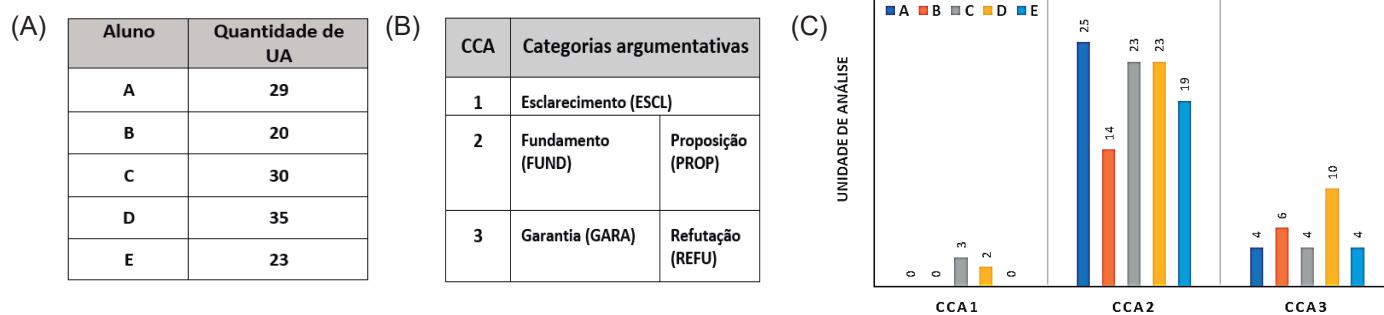 (A)
Aluno Quantidade de
UA
A 29
B 20
C 30
D 35
E 23
(B)
CCA Categorias argumentativas
1 Esclarecimento (ESCL)
2 Fundamento Proposição
(FUND) (PROP)
3 Garantia (GARA) Refutação
(REFU)
(C)
A B C D E
UNIDADE DE ANÁLISE
0 0 3 2 0
25 14 23 23 19
4 6 4 10 4
CCA1 CCA2 CCA3